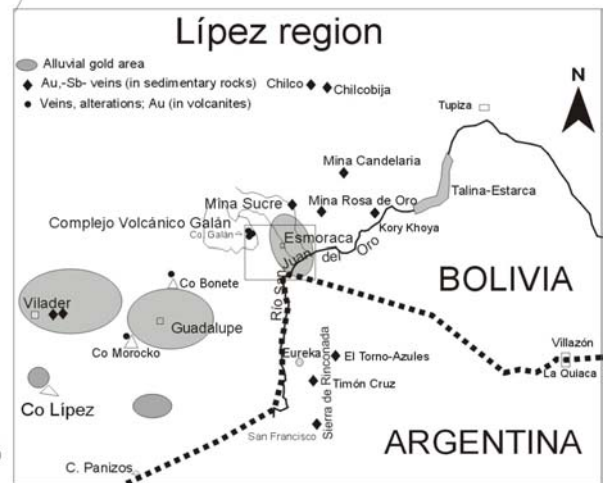 Lípez region
Alluvial gold area
Au,-Sb- veins (in sedimentary rocks)
Chilco
Chilcobija
Veins, alterations; Au (in volcanites)
N
Tupiza
Mina Candelaria
Talina-Estarca
Mina Sucre
Mina Rosa de Oro
Complejo Volcánico Galán
Co Galán
Kory Khoya
Esmoraca
Río San Juan del Oro
BOLIVIA
Co Bonete
Vilader
Guadalupe
Co Morocko
Villazón
Eureka
El Torno-Azules
La Quiaca
Timón Cruz
Co Lípez
Sierra de Rinconada
San Francisco
ARGENTINA
C. Panizos